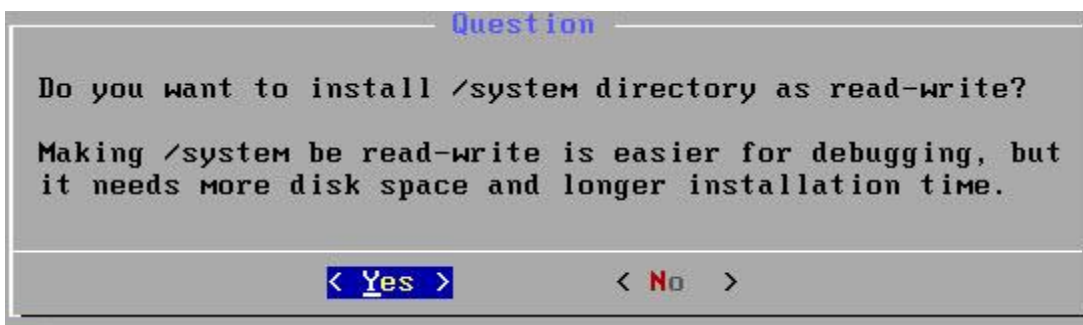 Question
Do you want to install /system directory as read-write?
Making /system be read-write is easier for debugging, but
it needs more disk space and longer installation time.
< Yes > < No >